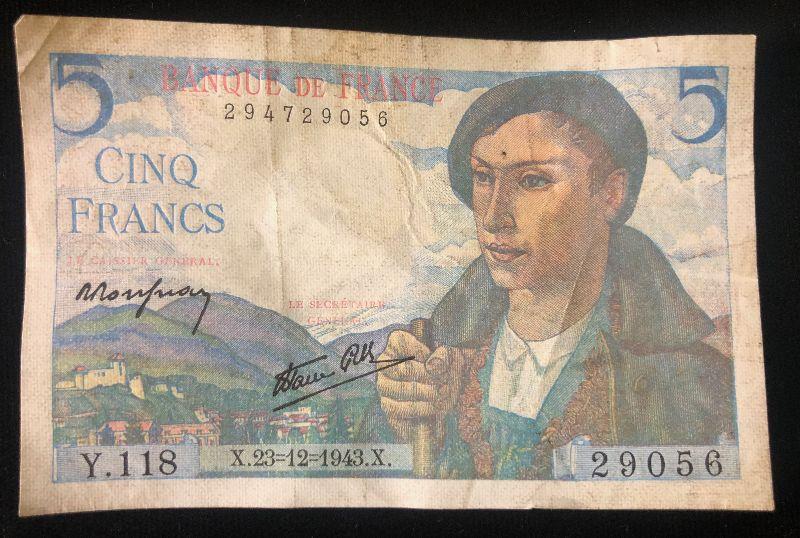 5 BANQUE DE FRANCE 5
294729056
CINQ
FRANCS
LE CAISSIER GÉNÉRAL,
LE SECRÉTAIRE
GÉNÉRAL,
Y.118 X.23=12=1943.X. 29056